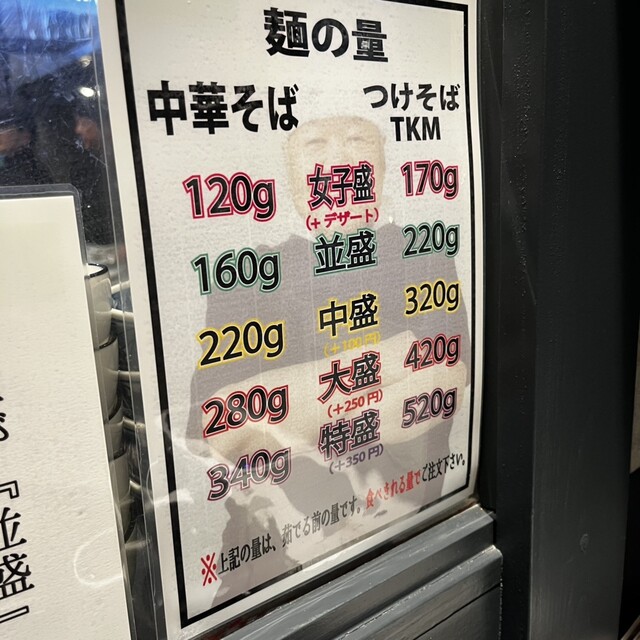 麺の量
中華そば
つけそば
TKM
120g 女子盛 170g
(+デザート)
160g 並盛 220g
220g 中盛 320g
280g 大盛 420g
(+250円)
340g 特盛 520g
(+350円)
※上記の量は、茹でる前の量です。食べきれる量でご注文下さい。
『並盛』